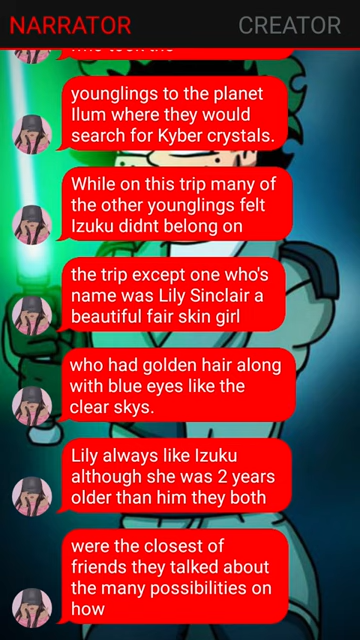 NARRATOR CREATOR
who took the
younglings to the planet
Ilum where they would
search for Kyber crystals.
While on this trip many of
the other younglings felt
Izuku didnt belong on
the trip except one who's
name was Lily Sinclair a
beautiful fair skin girl
who had golden hair along
with blue eyes like the
clear skys.
Lily always like Izuku
although she was 2 years
older than him they both
were the closest of
friends they talked about
the many possibilities on
how